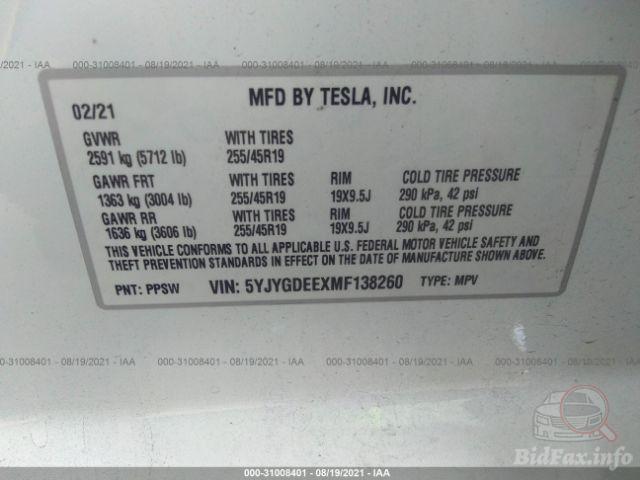 /2021 - IAA 000-31008401 - 08/19/2021 - IAA 000-31008401 - 08/19/2021 - IAA 000-31008401 - 08/
02/21 MFD BY TESLA, INC.
GVWR WITH TIRES
2591 kg (5712 lb) 255/45R19
GAWR FRT WITH TIRES RIM COLD TIRE PRESSURE
1363 kg (3004 lb) 255/45R19 19X9.5J 290 kPa, 42 psi
GAWR RR WITH TIRES RIM COLD TIRE PRESSURE
1636 kg (3606 lb) 255/45R19 19X9.5J 290 kPa, 42 psi
THIS VEHICLE CONFORMS TO ALL APPLICABLE U.S. FEDERAL MOTOR VEHICLE SAFETY AND
THEFT PREVENTION STANDARDS IN EFFECT ON THE DATE OF MANUFACTURE SHOWN ABOVE.
PNT: PPSW VIN: 5YJYGDEEXMF138260 TYPE: MPV
/2021 - IAA 000-31008401 - 08/19/2021 - IAA 000-31008401 - 08/19/2021 - IAA 000-31008401 - 08/
BidFax.info
000-31008401 - 08/19/2021 - IAA